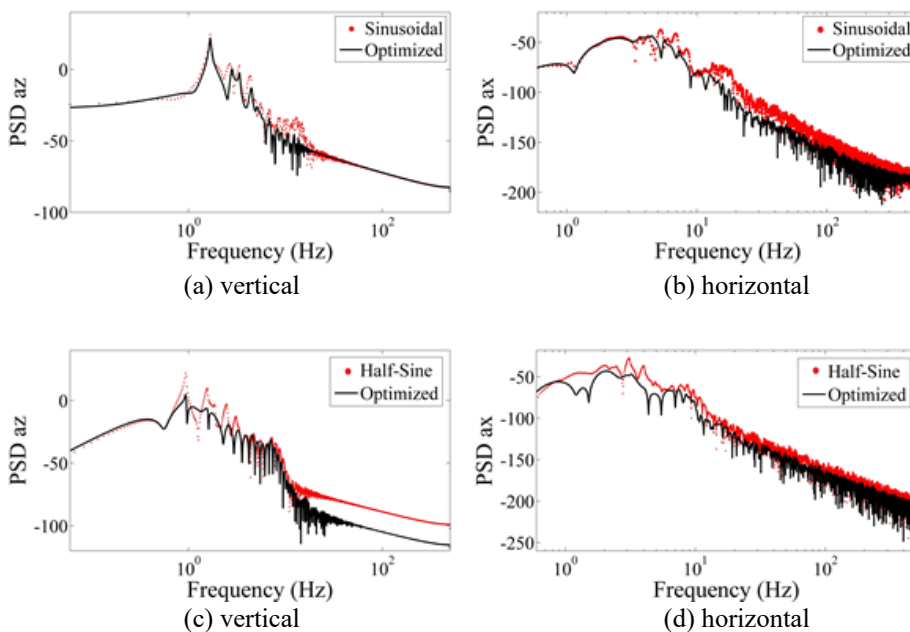 Sinusoidal
Optimized
0
-50
-100
10^0
10^2
PSD az
Frequency (Hz)
(a) vertical
Sinusoidal
Optimized
-50
-100
-150
-200
10^0
10^1
10^2
PSD ax
Frequency (Hz)
(b) horizontal
Half-Sine
Optimized
0
-50
-100
10^0
10^2
PSD az
Frequency (Hz)
(c) vertical
Half-Sine
Optimized
-50
-100
-150
-200
-250
10^0
10^1
10^2
PSD ax
Frequency (Hz)
(d) horizontal